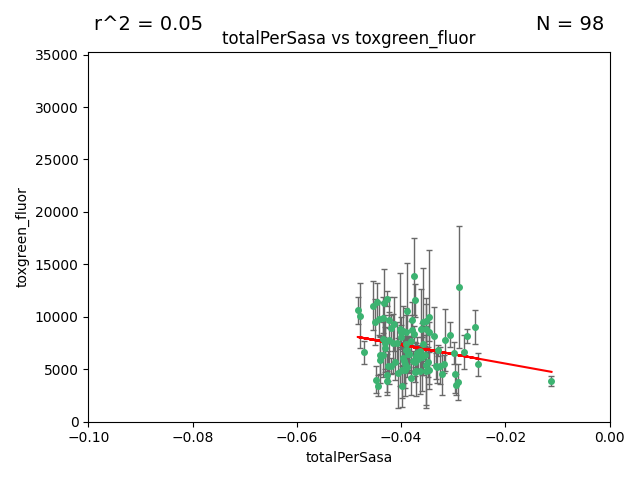 r^2 = 0.05
N = 98
totalPerSasa vs toxgreen_fluor
35000
30000
25000
20000
15000
10000
5000
0
toxgreen_fluor
−0.10
−0.08
−0.06
−0.04
−0.02
0.00
totalPerSasa